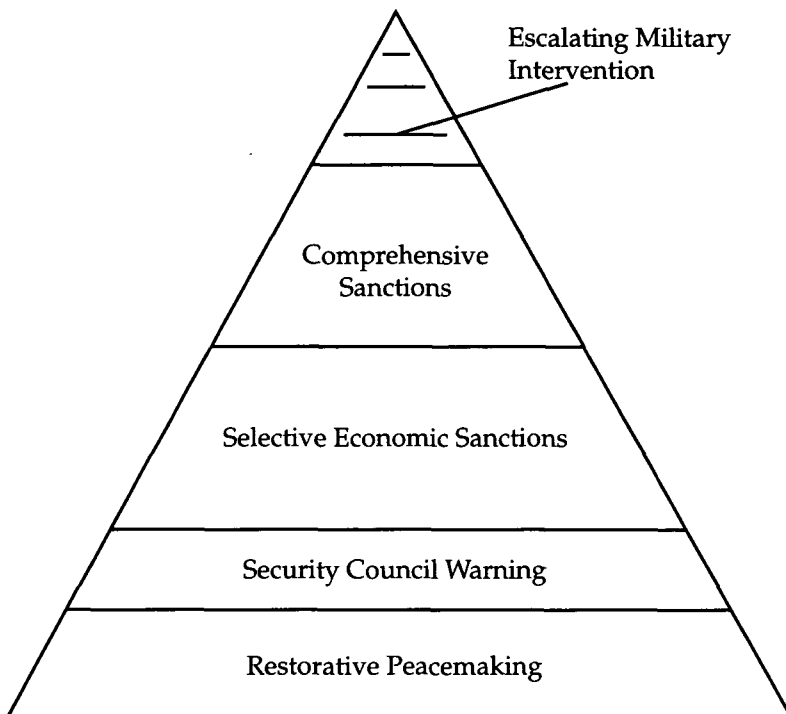 Escalating Military
Intervention
Comprehensive
Sanctions
Selective Economic Sanctions
Security Council Warning
Restorative Peacemaking